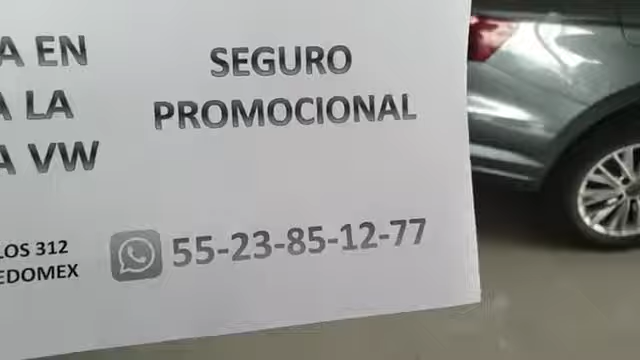 A EN
A LA
A VW
SEGURO
PROMOCIONAL
LOS 312
EDOMEX
55-23-85-12-77